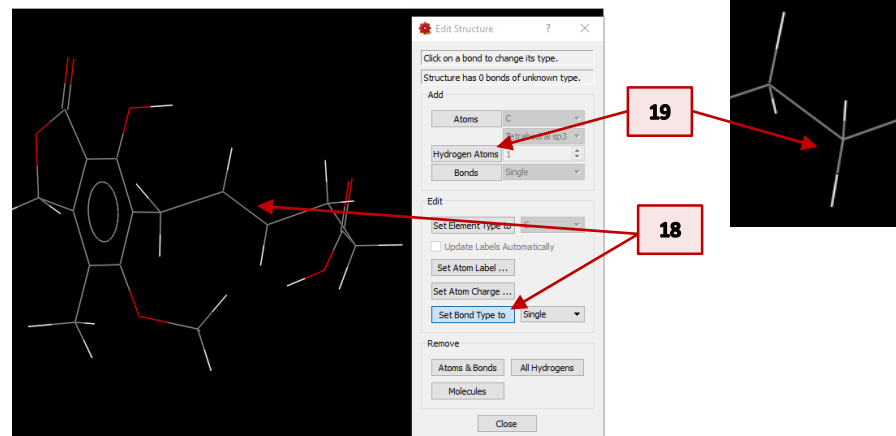 Edit Structure ? ×
Click on a bond to change its type.
Structure has 0 bonds of unknown type.
Add
Atoms C
Tetrahedral sp3
Hydrogen Atoms 1
Bonds Single
Edit
Set Element Type to
Update Labels Automatically
Set Atom Label ...
Set Atom Charge ...
Set Bond Type to Single
Remove
Atoms & Bonds All Hydrogens
Molecules
Close
19
18